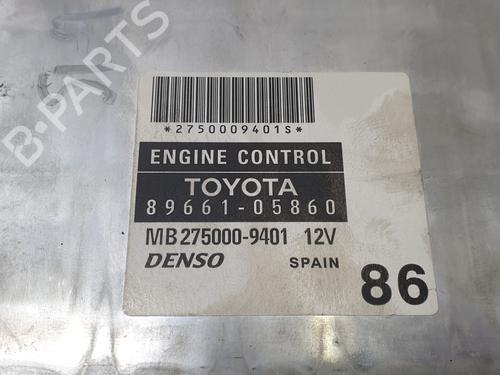 B-PARTS
*2750009401S*
ENGINE CONTROL
TOYOTA
89661-05860
MB275000-9401 12V
DENSO SPAIN
86